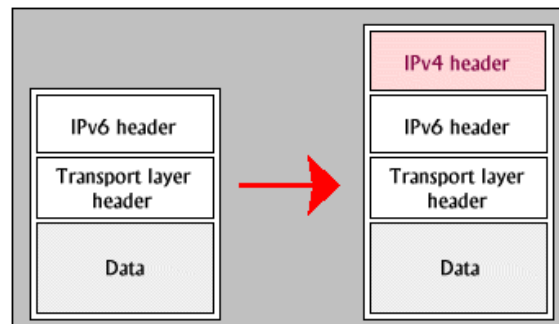 IPv6 header
Transport layer
header
Data
IPv4 header
IPv6 header
Transport layer
header
Data